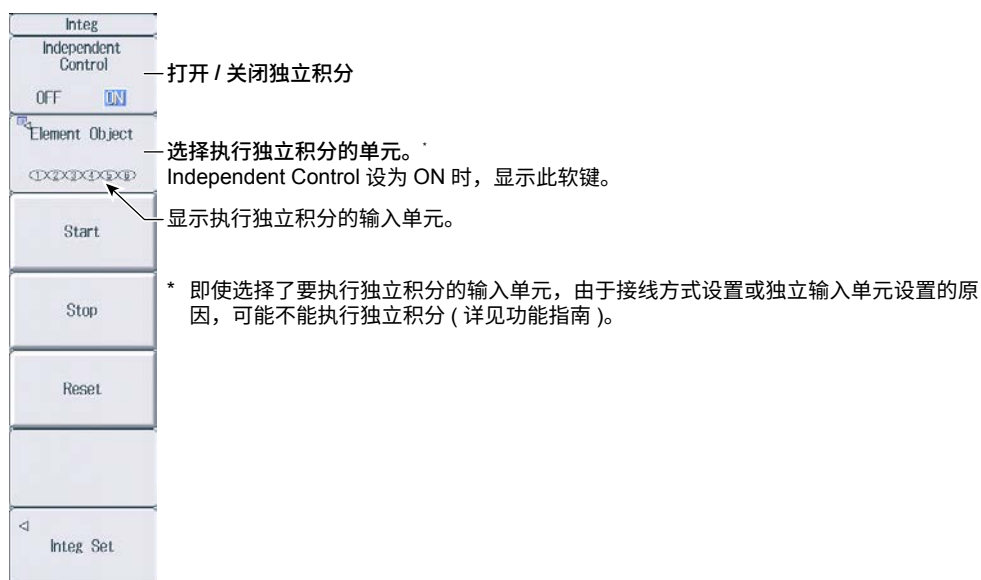 Integ
Independent
Control
OFF ON
打开 / 关闭独立积分
Element Object
①②③④⑤⑥
选择执行独立积分的单元。*
Independent Control 设为 ON 时，显示此软键。
显示执行独立积分的输入单元。
Start
* 即使选择了要执行独立积分的输入单元，由于接线方式设置或独立输入单元设置的原
因，可能不能执行独立积分 ( 详见功能指南 )。
Stop
Reset
Integ Set